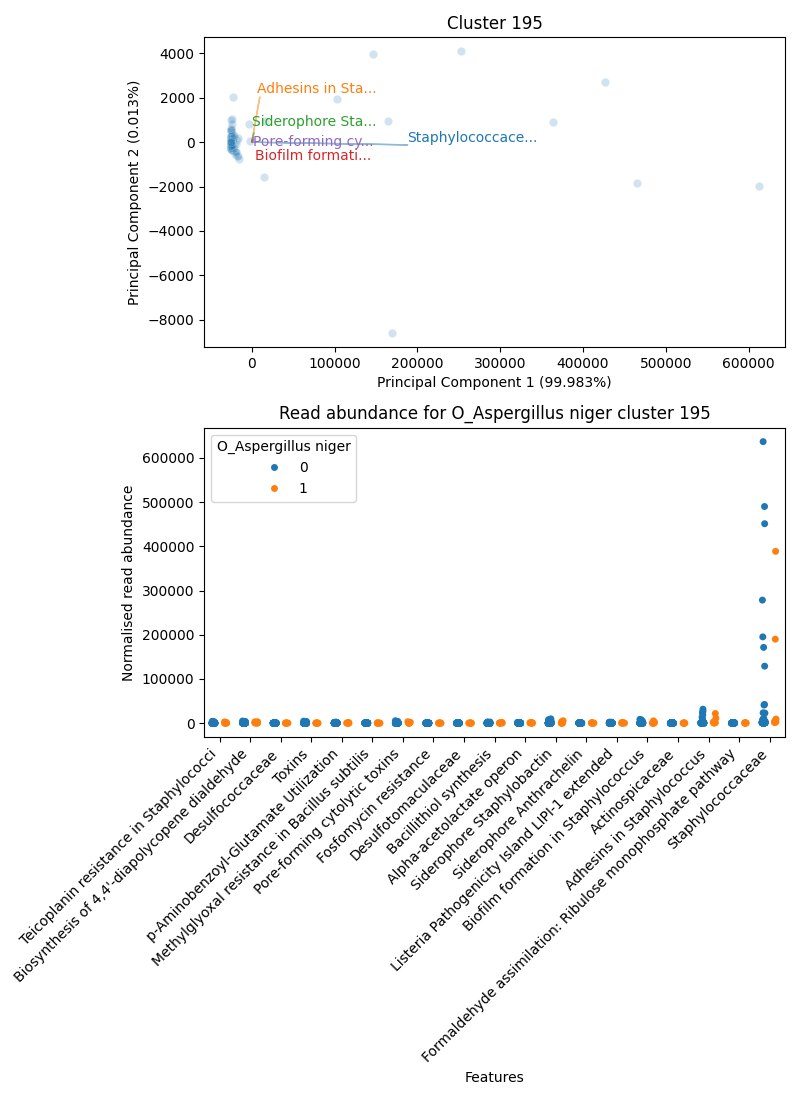 Cluster 195
4000
2000
0
−2000
−4000
−6000
−8000
Principal Component 2 (0.013%)
Adhesins in Sta...
Siderophore Sta...
Pore-forming cy...
Staphylococcace...
Biofilm formati...
0
100000
200000
300000
400000
500000
600000
Principal Component 1 (99.983%)
Read abundance for O_Aspergillus niger cluster 195
O_Aspergillus niger
0
1
600000
500000
400000
300000
200000
100000
0
Normalised read abundance
Teicoplanin resistance in Staphylococci
Biosynthesis of 4,4'-diapolycopene dialdehyde
Desulfococcaceae
Toxins
p-Aminobenzoyl-Glutamate Utilization
Methylglyoxal resistance in Bacillus subtilis
Pore-forming cytolytic toxins
Fosfomycin resistance
Desulfotomaculaceae
Bacillithiol synthesis
Alpha-acetolactate operon
Siderophore Staphylobactin
Siderophore Anthrachelin
Listeria Pathogenicity Island LIPI-1 extended
Biofilm formation in Staphylococcus
Actinospicaceae
Adhesins in Staphylococcus
Formaldehyde assimilation: Ribulose monophosphate pathway
Staphylococcaceae
Features